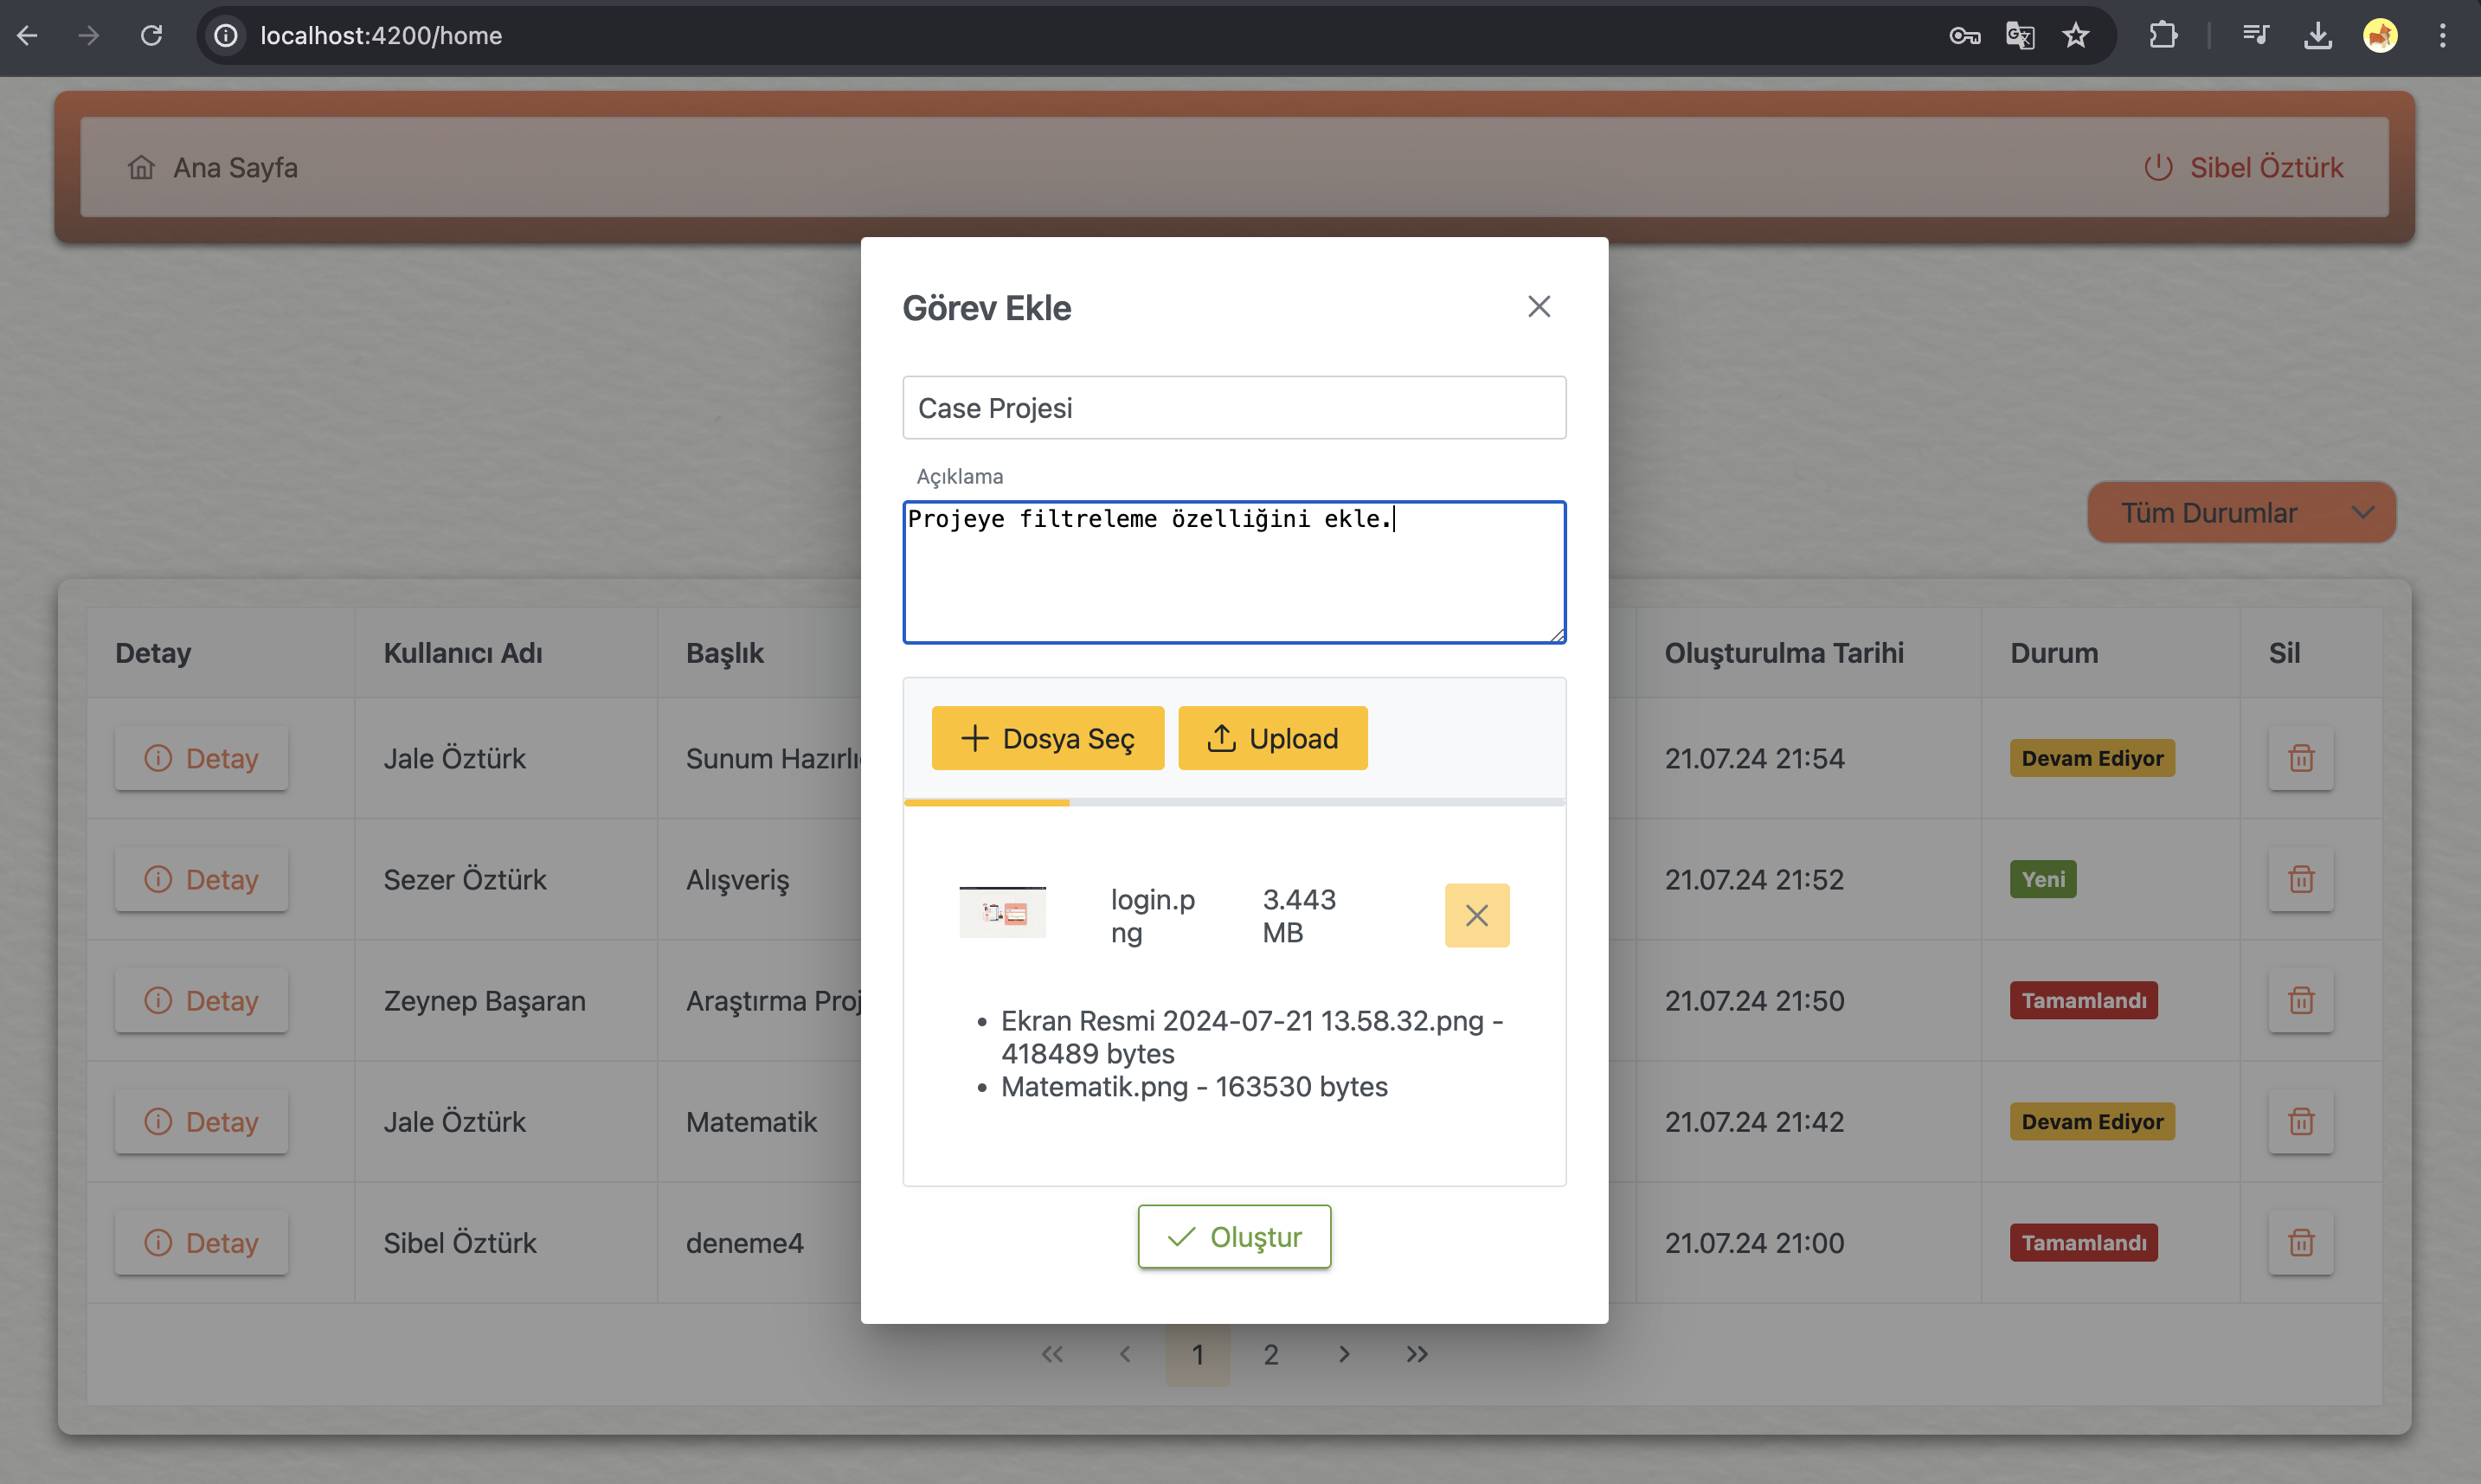 localhost:4200/home
Ana Sayfa
Sibel Öztürk
Görev Ekle
Case Projesi
Açıklama
Projeye filtreleme özelliğini ekle.
Tüm Durumlar
Dosya Seç
Upload
login.p
ng
3.443
MB
Ekran Resmi 2024-07-21 13.58.32.png -
418489 bytes
Matematik.png - 163530 bytes
Oluştur
Detay Kullanıcı Adı Başlık Oluşturulma Tarihi Durum Sil
Detay Jale Öztürk Sunum Hazırlı 21.07.24 21:54 Devam Ediyor
Detay Sezer Öztürk Alışveriş 21.07.24 21:52 Yeni
Detay Zeynep Başaran Araştırma Proj 21.07.24 21:50 Tamamlandı
Detay Jale Öztürk Matematik 21.07.24 21:42 Devam Ediyor
Detay Sibel Öztürk deneme4 21.07.24 21:00 Tamamlandı
1 2